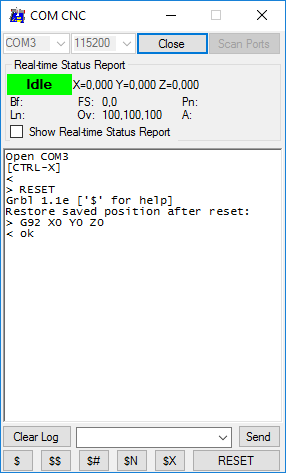 COM CNC
COM3 115200 Close Scan Ports
Real-time Status Report
Idle X=0,000 Y=0,000 Z=0,000
Bf: FS: 0,0 Pn:
Ln: Ov: 100,100,100 A:
Show Real-time Status Report
Open COM3
[CTRL-X]
<
> RESET
Grbl 1.1e ['$' for help]
Restore saved position after reset:
> G92 X0 Y0 Z0
< ok
Clear Log Send
$ $$ $# $N $X RESET